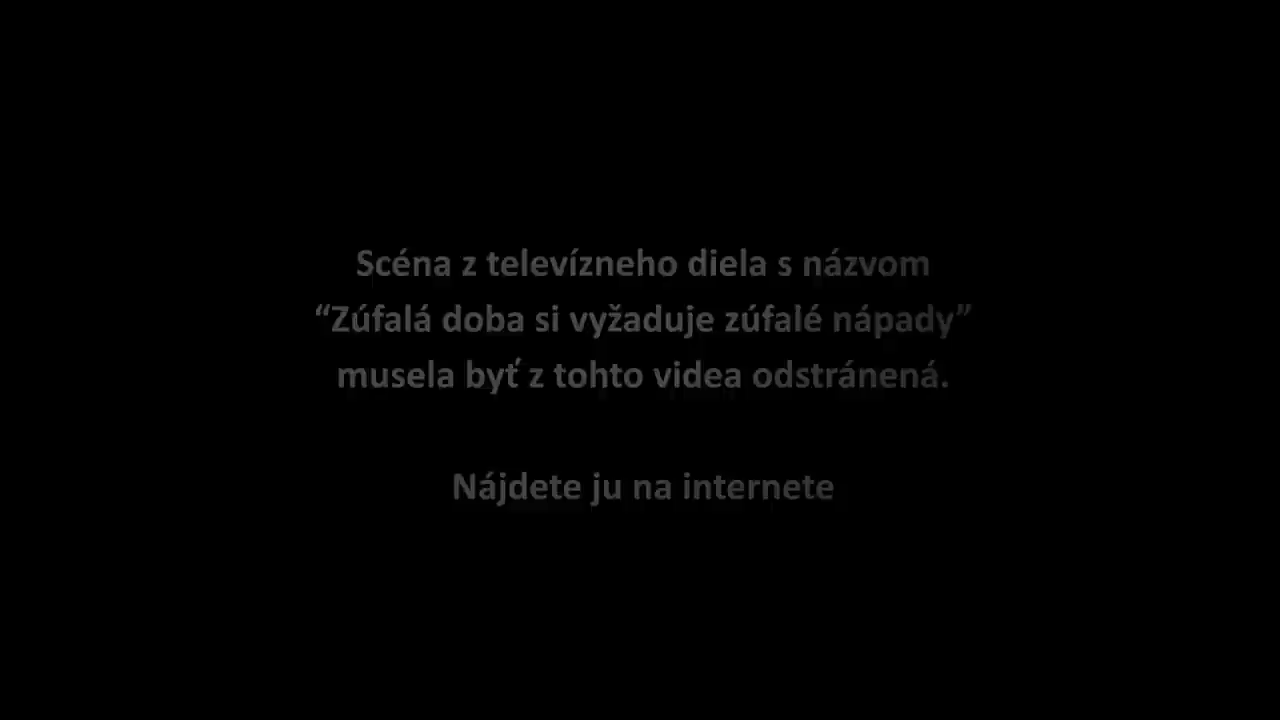 Scéna z televízneho diela s názvom
“Zúfalá doba si vyžaduje zúfalé nápady”
musela byť z tohto videa odstránená.
Nájdete ju na internete